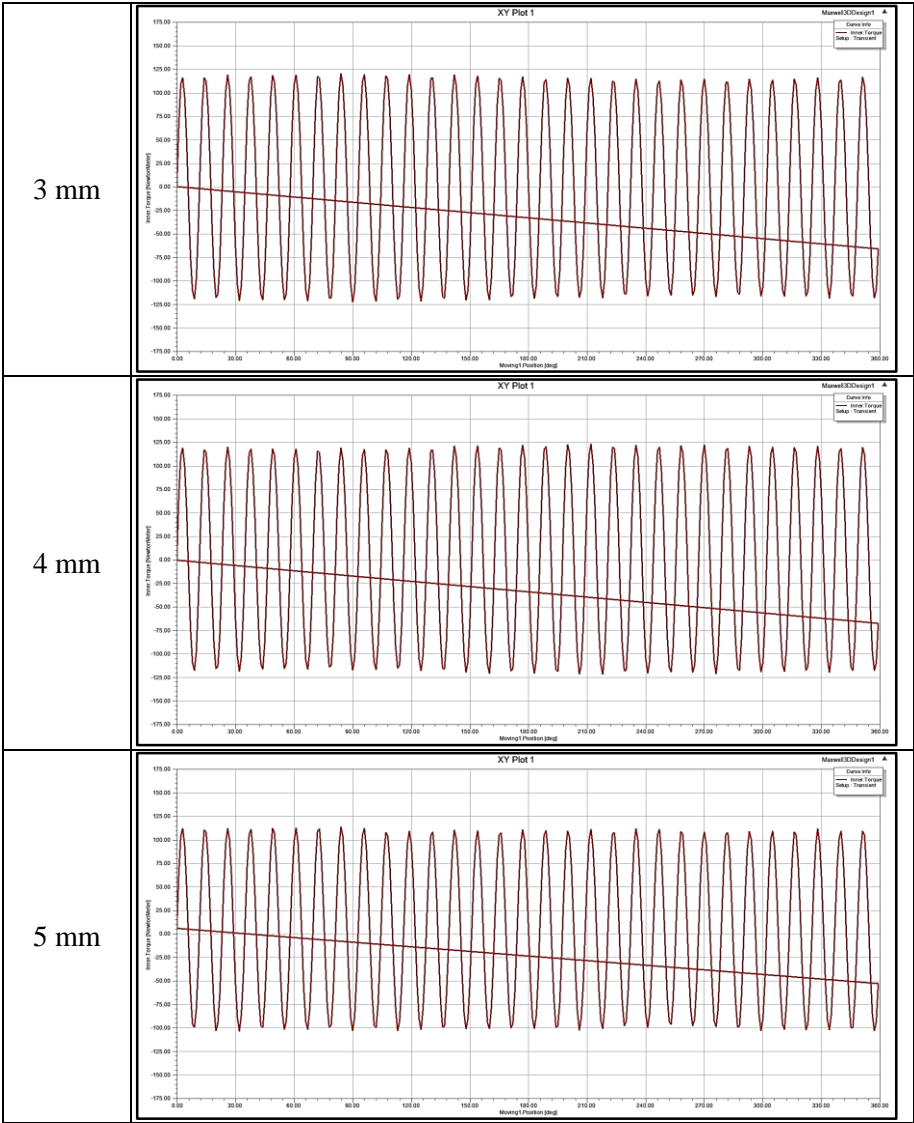 3 mm
XY Plot 1
Maxwell3DDesign1
Curve Info
Inner.Torque
Setup : Transient
175.00
150.00
125.00
100.00
75.00
50.00
25.00
0.00
-25.00
-50.00
-75.00
-100.00
-125.00
-150.00
-175.00
Inner.Torque [NewtonMeter]
0.00 30.00 60.00 90.00 120.00 150.00 180.00 210.00 240.00 270.00 300.00 330.00 360.00
Moving1.Position [deg]
4 mm
XY Plot 1
Maxwell3DDesign1
Curve Info
Inner.Torque
Setup : Transient
175.00
150.00
125.00
100.00
75.00
50.00
25.00
0.00
-25.00
-50.00
-75.00
-100.00
-125.00
-150.00
-175.00
Inner.Torque [NewtonMeter]
0.00 30.00 60.00 90.00 120.00 150.00 180.00 210.00 240.00 270.00 300.00 330.00 360.00
Moving1.Position [deg]
5 mm
XY Plot 1
Maxwell3DDesign1
Curve Info
Inner.Torque
Setup : Transient
175.00
150.00
125.00
100.00
75.00
50.00
25.00
0.00
-25.00
-50.00
-75.00
-100.00
-125.00
-150.00
-175.00
Inner.Torque [NewtonMeter]
0.00 30.00 60.00 90.00 120.00 150.00 180.00 210.00 240.00 270.00 300.00 330.00 360.00
Moving1.Position [deg]